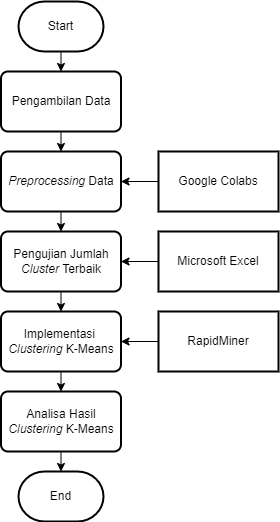 Start
Pengambilan Data
Preprocessing Data
Google Colabs
Pengujian Jumlah
Cluster Terbaik
Microsoft Excel
Implementasi
Clustering K-Means
RapidMiner
Analisa Hasil
Clustering K-Means
End